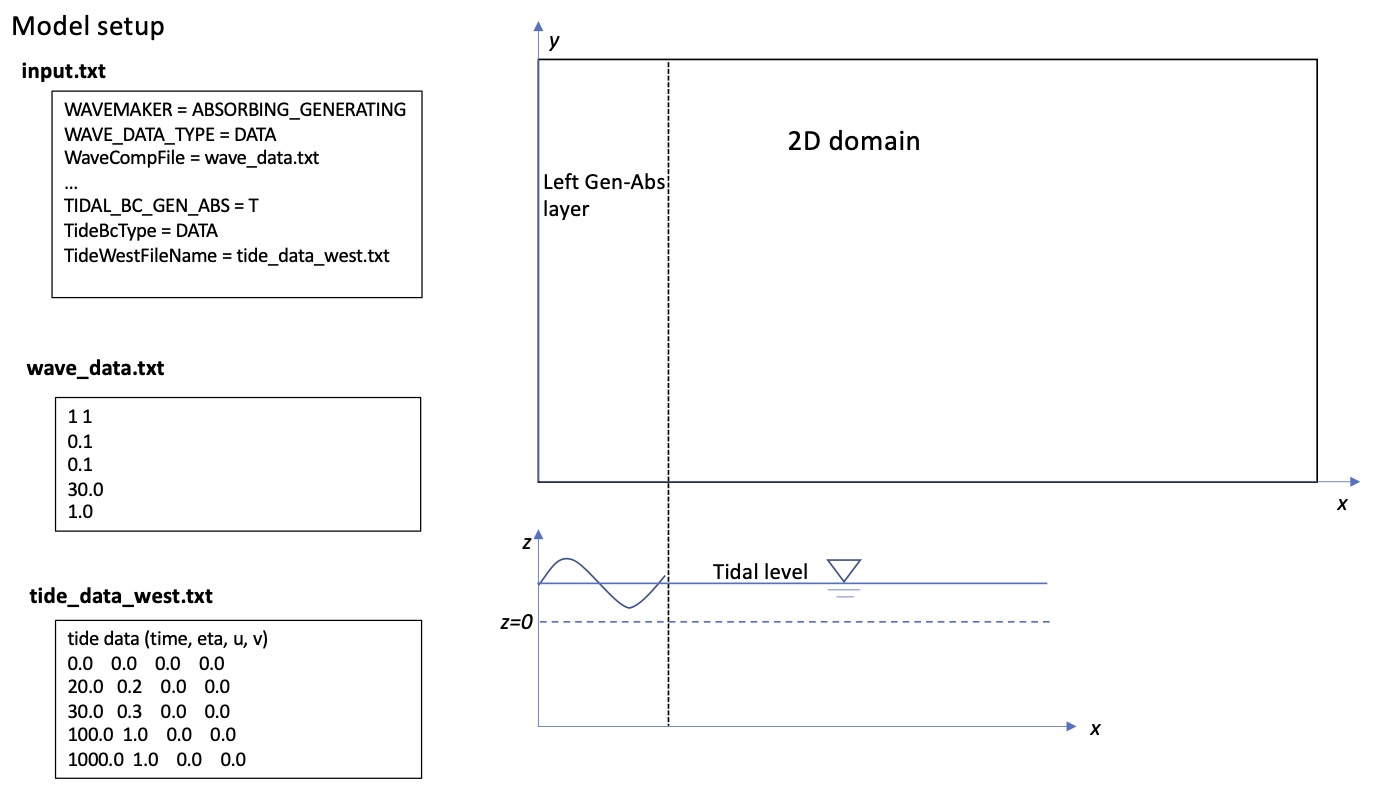 Model setup
input.txt
WAVEMAKER = ABSORBING_GENERATING
WAVE_DATA_TYPE = DATA
WaveCompFile = wave_data.txt
...
TIDAL_BC_GEN_ABS = T
TideBcType = DATA
TideWestFileName = tide_data_west.txt
wave_data.txt
1 1
0.1
0.1
30.0
1.0
tide_data_west.txt
tide data (time, eta, u, v)
0.0 0.0 0.0 0.0
20.0 0.2 0.0 0.0
30.0 0.3 0.0 0.0
100.0 1.0 0.0 0.0
1000.0 1.0 0.0 0.0
y
2D domain
Left Gen-Abs
layer
x
z
Tidal level
z=0
x